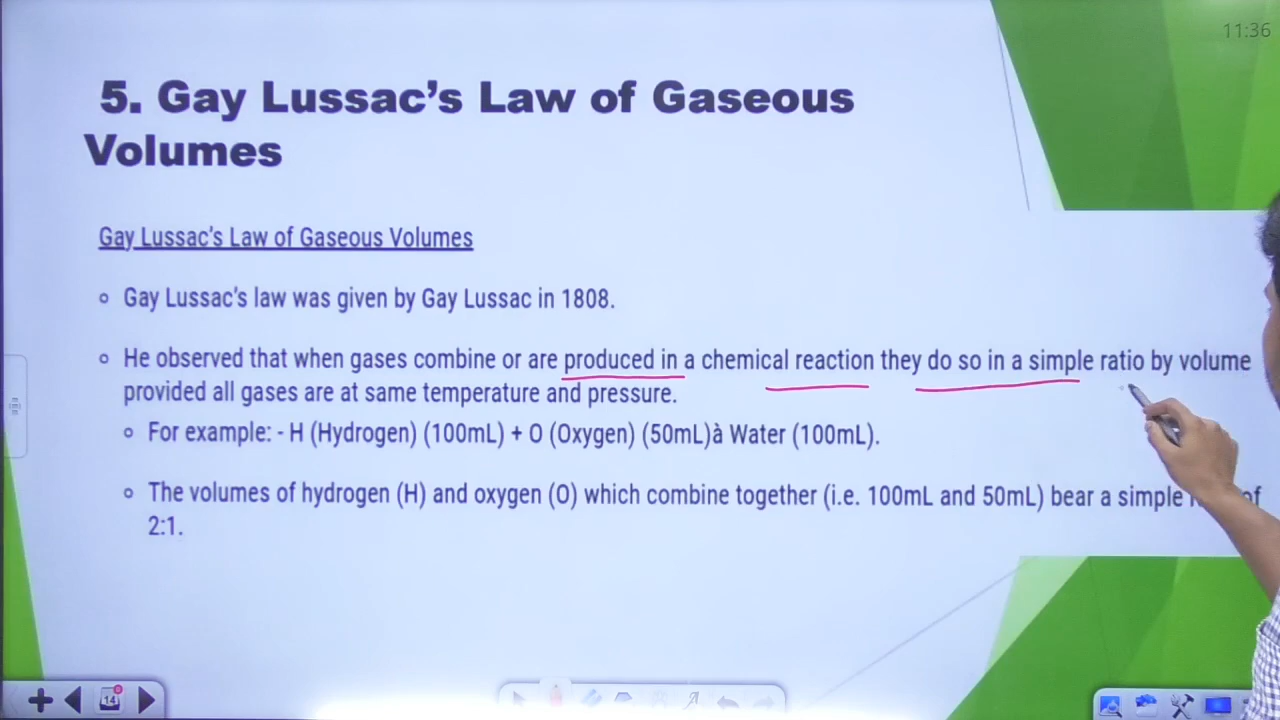 11:36
5. Gay Lussac’s Law of Gaseous
Volumes
Gay Lussac's Law of Gaseous Volumes
Gay Lussac's law was given by Gay Lussac in 1808.
He observed that when gases combine or are produced in a chemical reaction they do so in a simple ratio by volume
provided all gases are at same temperature and pressure.
For example: - H (Hydrogen) (100mL) + O (Oxygen) (50mL)à Water (100mL).
The volumes of hydrogen (H) and oxygen (O) which combine together (i.e. 100mL and 50mL) bear a simple of
2:1.
14